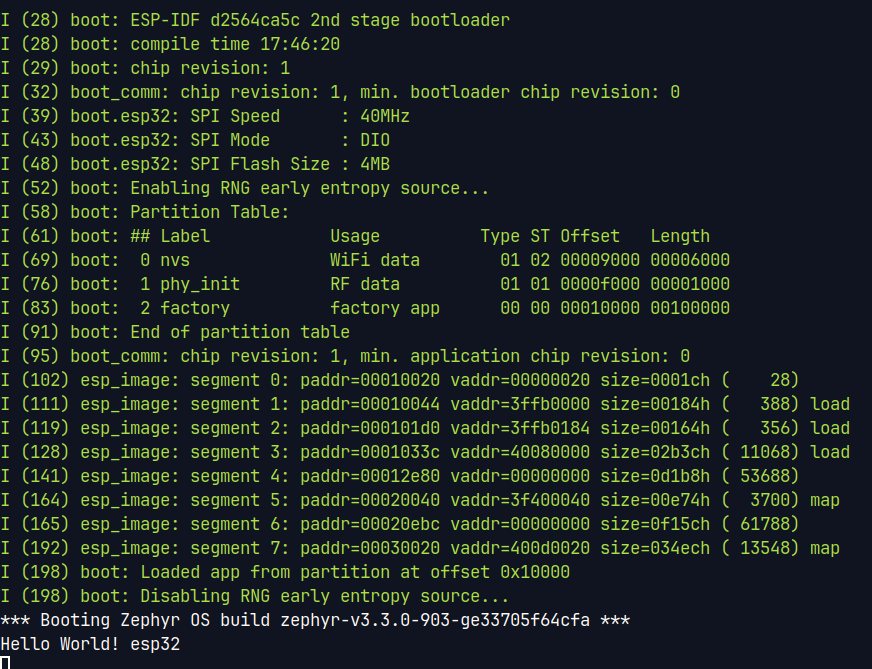 I (28) boot: ESP-IDF d2564ca5c 2nd stage bootloader
I (28) boot: compile time 17:46:20
I (29) boot: chip revision: 1
I (32) boot_comm: chip revision: 1, min. bootloader chip revision: 0
I (39) boot.esp32: SPI Speed      : 40MHz
I (43) boot.esp32: SPI Mode       : DIO
I (48) boot.esp32: SPI Flash Size : 4MB
I (52) boot: Enabling RNG early entropy source...
I (58) boot: Partition Table:
I (61) boot: ## Label            Usage          Type ST Offset   Length
I (69) boot:  0 nvs              WiFi data        01 02 00009000 00006000
I (76) boot:  1 phy_init         RF data          01 01 0000f000 00001000
I (83) boot:  2 factory          factory app      00 00 00010000 00100000
I (91) boot: End of partition table
I (95) boot_comm: chip revision: 1, min. application chip revision: 0
I (102) esp_image: segment 0: paddr=00010020 vaddr=00000020 size=0001ch (    28)
I (111) esp_image: segment 1: paddr=00010044 vaddr=3ffb0000 size=00184h (   388) load
I (119) esp_image: segment 2: paddr=000101d0 vaddr=3ffb0184 size=00164h (   356) load
I (128) esp_image: segment 3: paddr=0001033c vaddr=40080000 size=02b3ch ( 11068) load
I (141) esp_image: segment 4: paddr=00012e80 vaddr=00000000 size=0d1b8h ( 53688)
I (164) esp_image: segment 5: paddr=00020040 vaddr=3f400040 size=00e74h (  3700) map
I (165) esp_image: segment 6: paddr=00020ebc vaddr=00000000 size=0f15ch ( 61788)
I (192) esp_image: segment 7: paddr=00030020 vaddr=400d0020 size=034ech ( 13548) map
I (198) boot: Loaded app from partition at offset 0x10000
I (198) boot: Disabling RNG early entropy source...
*** Booting Zephyr OS build zephyr-v3.3.0-903-ge33705f64cfa ***
Hello World! esp32